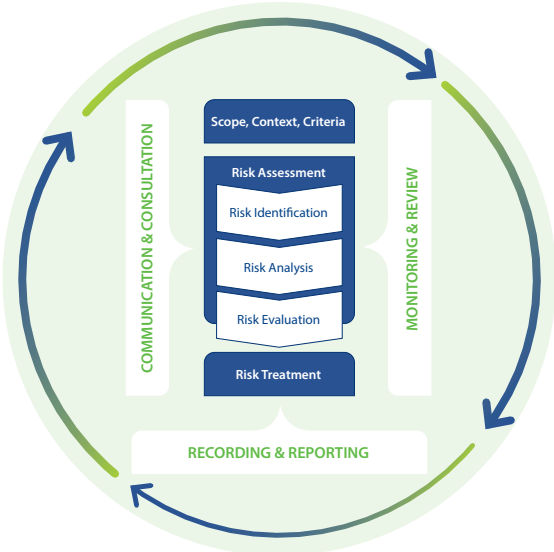 Scope, Context, Criteria
Risk Assessment
Risk Identification
Risk Analysis
Risk Evaluation
Risk Treatment
COMMUNICATION & CONSULTATION
MONITORING & REVIEW
RECORDING & REPORTING